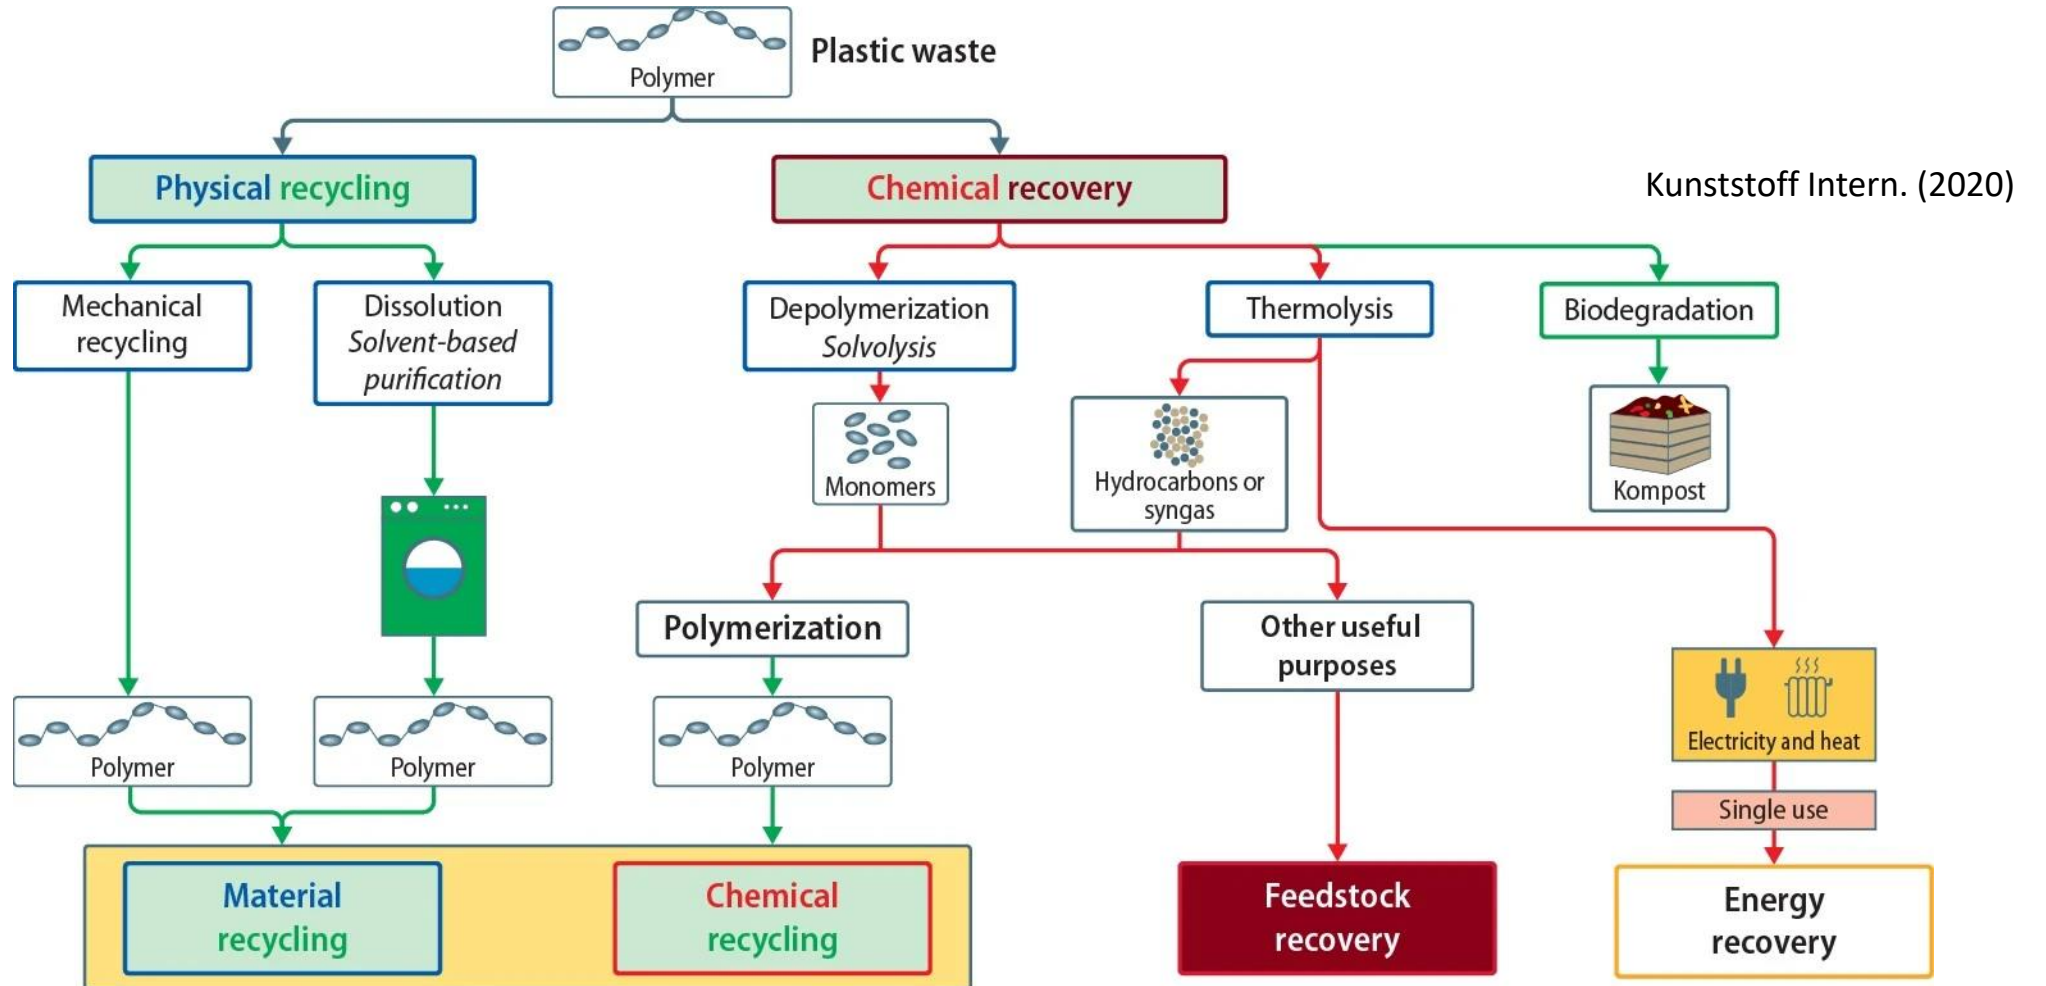 Polymer
Plastic waste
Physical recycling
Chemical recovery
Kunststoff Intern. (2020)
Mechanical
recycling
Dissolution
Solvent-based
purification
Depolymerization
Solvolysis
Thermolysis
Biodegradation
Monomers
Hydrocarbons or
syngas
Kompost
Polymerization
Other useful
purposes
Polymer
Polymer
Polymer
Electricity and heat
Single use
Material
recycling
Chemical
recycling
Feedstock
recovery
Energy
recovery